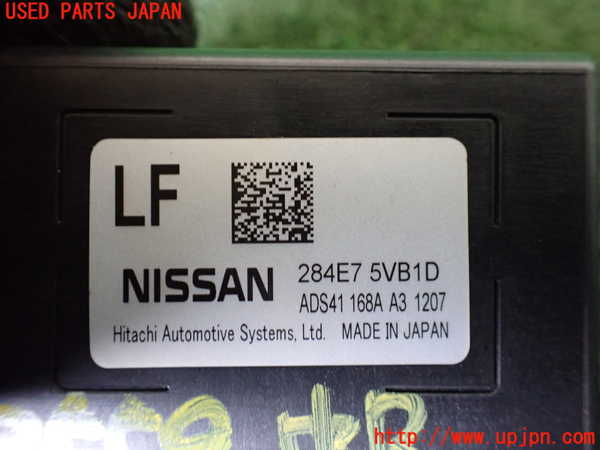 USED PARTS JAPAN
LF
NISSAN 284E7 5VB1D
ADS41 168A A3 1207
Hitachi Automotive Systems, Ltd. MADE IN JAPAN
http://www.upjpn.com/